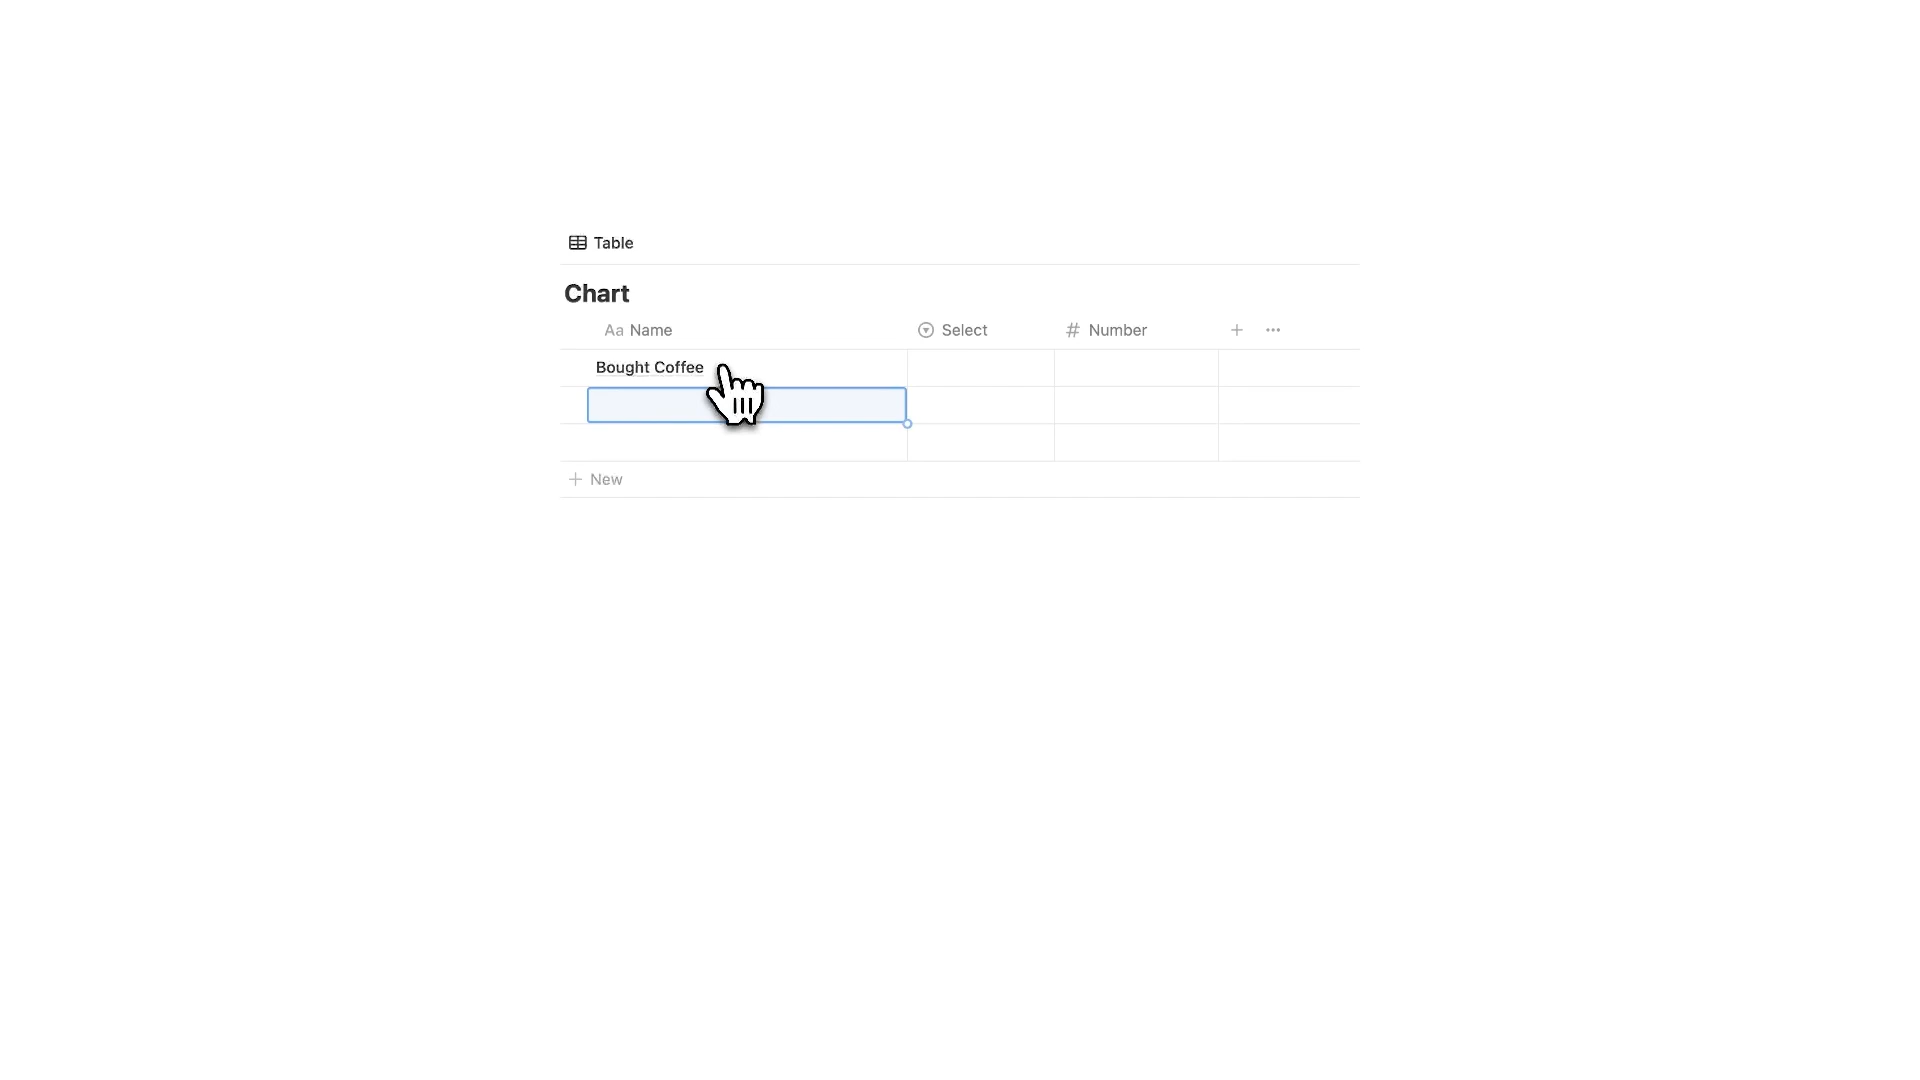 Table
Chart
Aa Name Select # Number + •••
Bought Coffee
+ New